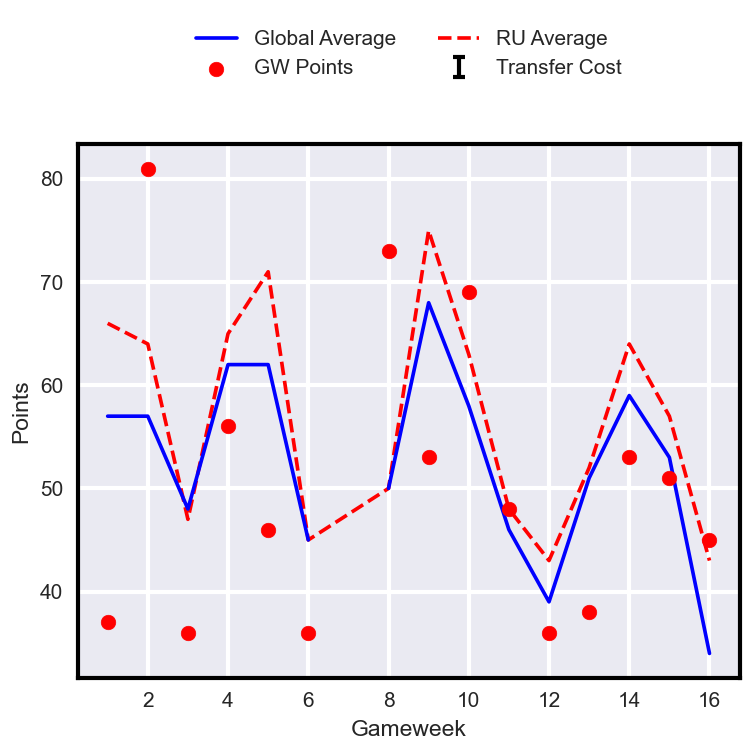 Global Average RU Average
GW Points Transfer Cost
80
70
60
50
40
Points
2 4 6 8 10 12 14 16
Gameweek